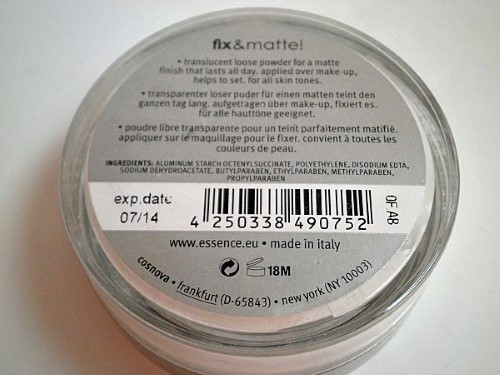 fix&matte!
• translucent loose powder for a matte
finish that lasts all day. applied over make-up,
helps to set. for all skin tones.
• transparenter loser puder für einen matten teint den
ganzen tag lang. aufgetragen über make-up, fixiert es.
für alle hauttöne geeignet.
• poudre libre transparente pour un teint parfaitement matifié.
appliquer sur le maquillage pour le fixer. convient à toutes les
couleurs de peau.
INGREDIENTS: ALUMINUM STARCH OCTENYLSUCCINATE, POLYETHYLENE, DISODIUM EDTA,
SODIUM DEHYDROACETATE, BUTYLPARABEN, ETHYLPARABEN, METHYLPARABEN,
PROPYLPARABEN
exp.date
07/14
4 250338 490752
OF A8
www.essence.eu • made in italy
18M
cosnova • frankfurt (D-65843) • new york (NY 10003)